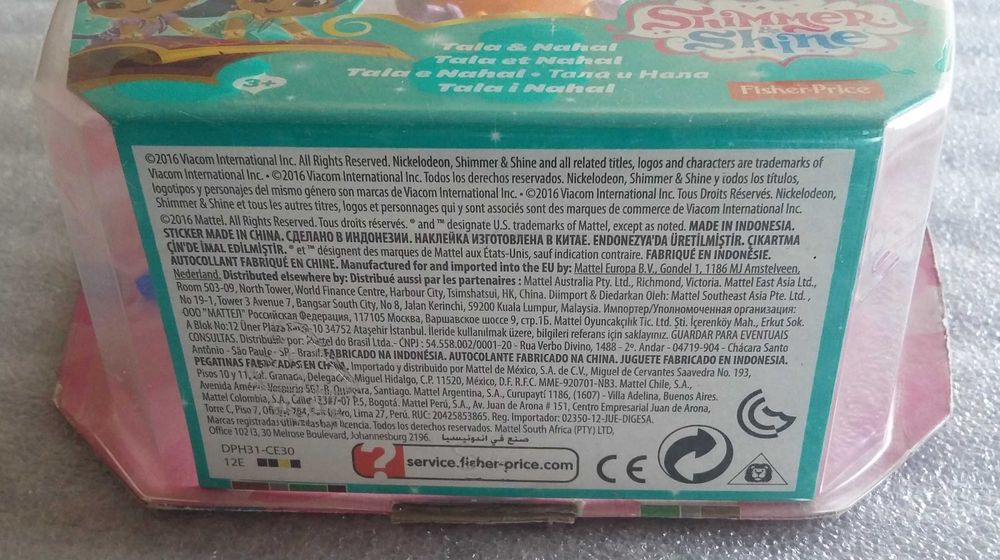 Shimmer
&
Shine
Tala & Nahal
Tala et Nahal
Tala e Nahal • Тала и Нала
Tala i Nahal
3+
Fisher-Price
©2016 Viacom International Inc. All Rights Reserved. Nickelodeon, Shimmer & Shine and all related titles, logos and characters are trademarks of
Viacom International Inc. • ©2016 Viacom International Inc. Todos los derechos reservados. Nickelodeon, Shimmer & Shine y todos los títulos,
logotipos y personajes del mismo género son marcas de Viacom International Inc. • ©2016 Viacom International Inc. Tous Droits Réservés. Nickelodeon,
Shimmer & Shine et tous les autres titres, logos et personnages qui y sont associés sont des marques de commerce de Viacom International Inc.
©2016 Mattel. All Rights Reserved. Tous droits réservés. ® and ™ designate U.S. trademarks of Mattel, except as noted. MADE IN INDONESIA.
STICKER MADE IN CHINA. СДЕЛАНО В ИНДОНЕЗИИ. НАКЛЕЙКА ИЗГОТОВЛЕНА В КИТАЕ. ENDONEZYA'DA ÜRETİLMİŞTİR. ÇIKARTMA
ÇİN'DE İMAL EDİLMİŞTİR. ® et ™ désignent des marques de Mattel aux États-Unis, sauf indication contraire. FABRIQUÉ EN INDONÉSIE.
AUTOCOLLANT FABRIQUÉ EN CHINE. Manufactured for and imported into the EU by: Mattel Europa B.V., Gondel 1, 1186 MJ Amstelveen,
Nederland. Distributed elsewhere by: Distribué aussi par les partenaires : Mattel Australia Pty. Ltd., Richmond, Victoria. Mattel East Asia Ltd.,
Room 503-09, North Tower, World Finance Centre, Harbour City, Tsimshatsui, HK, China. Diimport & Diedarkan Oleh: Mattel Southeast Asia Pte. Ltd. ,
No 19-1, Tower 3 Avenue 7, Bangsar South City, No 8, Jalan Kerinchi, 59200 Kuala Lumpur, Malaysia. Импортер/Уполномоченная организация:
ООО "МАТТЕЛ" Российская Федерация, 117105 Москва, Варшавское шоссе 9, стр.1Б. Mattel Oyuncakçılık Tic. Ltd. Şti. İçerenköy Mah., Erkut Sok.
A Blok No:12 Üner Plaza 10 34752 Ataşehir İstanbul. İleride kullanılmak üzere, bilgileri referans için saklayınız. GUARDAR PARA EVENTUAIS
CONSULTAS. Distribuído por: Mattel do Brasil Ltda.- CNPJ : 54.558.002/0001-20 - Rua Verbo Divino, 1488 - 2º. Andar - 04719-904 - Chácara Santo
Antônio - São Paulo - SP - Brasil. FABRICADO NA INDONÉSIA. AUTOCOLANTE FABRICADO NA CHINA. JUGUETE FABRICADO EN INDONESIA.
PEGATINAS FABRICADAS EN CHINA. Importado y distribuido por Mattel de México, S.A. de C.V., Miguel de Cervantes Saavedra No. 193,
Pisos 10 y 11, Col. Granada, Delegación Miguel Hidalgo, C.P. 11520, México, D.F. R.F.C. MME-920701-NB3. Mattel Chile, S.A.,
Avenida Américo Vespucio Quilicura, Santiago. Mattel Argentina, S.A., Curupaytí 1186, (1607) - Villa Adelina, Buenos Aires.
Mattel Colombia, S.A., Calle P.5, Bogotá. Mattel Perú, S.A., Av. Juan de Arona # 151, Centro Empresarial Juan de Arona,
Torre C, Piso 7, Oficina 704, San Isidro, Lima 27, Perú. RUC: 20425853865. Reg. Importador: 02350-12-JUE-DIGESA.
Marcas registradas utilizadas bajo licencia. Todos los derechos reservados. Mattel South Africa (PTY) LTD,
Office 102 I3, 30 Melrose Boulevard, Johannesburg 2196. صنع في اندونيسيا
DPH31-CE30
12E
? service.fisher-price.com
CE